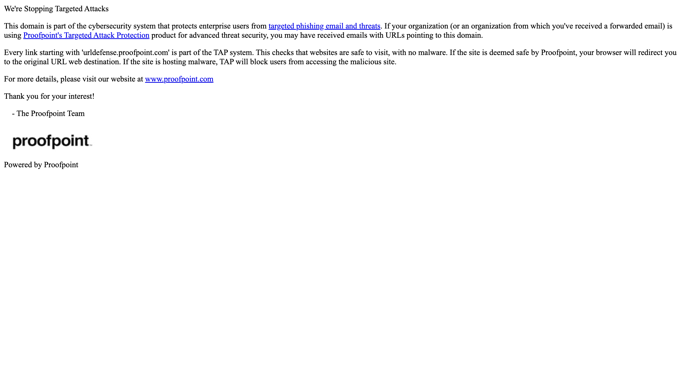 We're Stopping Targeted Attacks
This domain is part of the cybersecurity system that protects enterprise users from targeted phishing email and threats. If your organization (or an organization from which you've received a forwarded email) is
using Proofpoint's Targeted Attack Protection product for advanced threat security, you may have received emails with URLs pointing to this domain.
Every link starting with 'urldefense.proofpoint.com' is part of the TAP system. This checks that websites are safe to visit, with no malware. If the site is deemed safe by Proofpoint, your browser will redirect you
to the original URL web destination. If the site is hosting malware, TAP will block users from accessing the malicious site.
For more details, please visit our website at www.proofpoint.com
Thank you for your interest!
- The Proofpoint Team
proofpoint.
Powered by Proofpoint